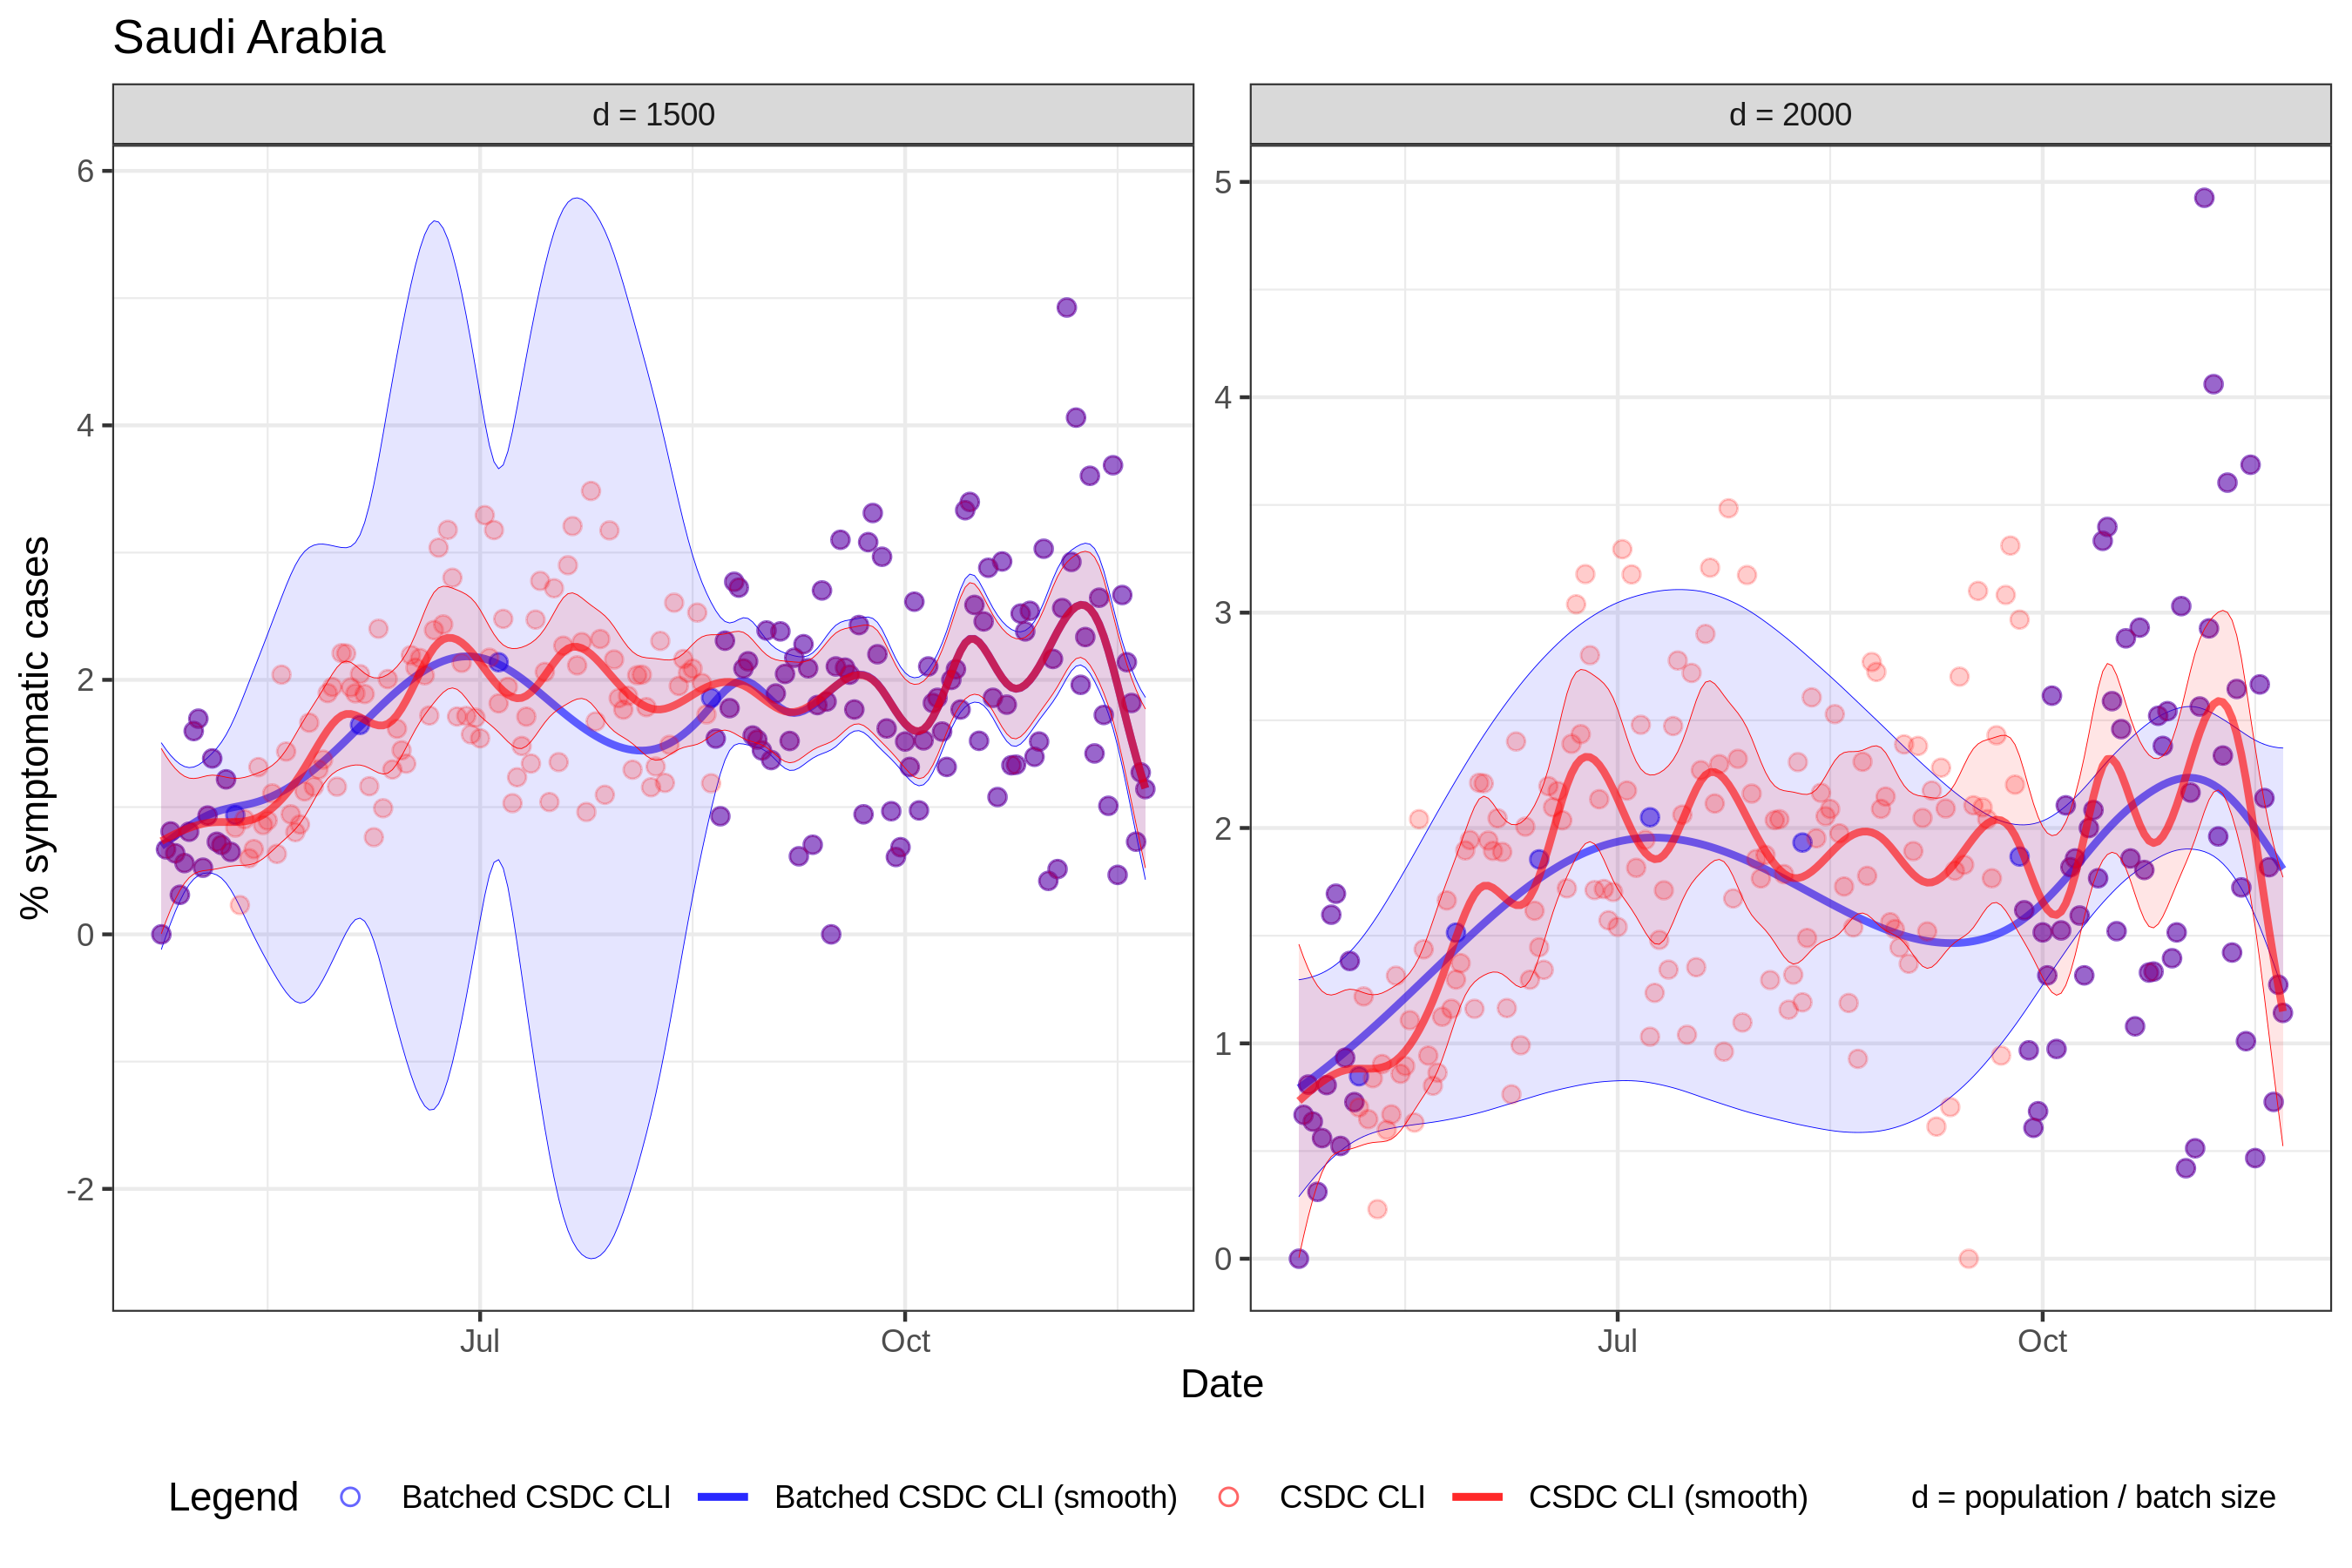 Saudi Arabia
d = 1500
d = 2000
6
4
2
0
-2
5
4
3
2
1
0
% symptomatic cases
Jul
Oct
Jul
Oct
Date
Legend
Batched CSDC CLI
Batched CSDC CLI (smooth)
CSDC CLI
CSDC CLI (smooth)
d = population / batch size